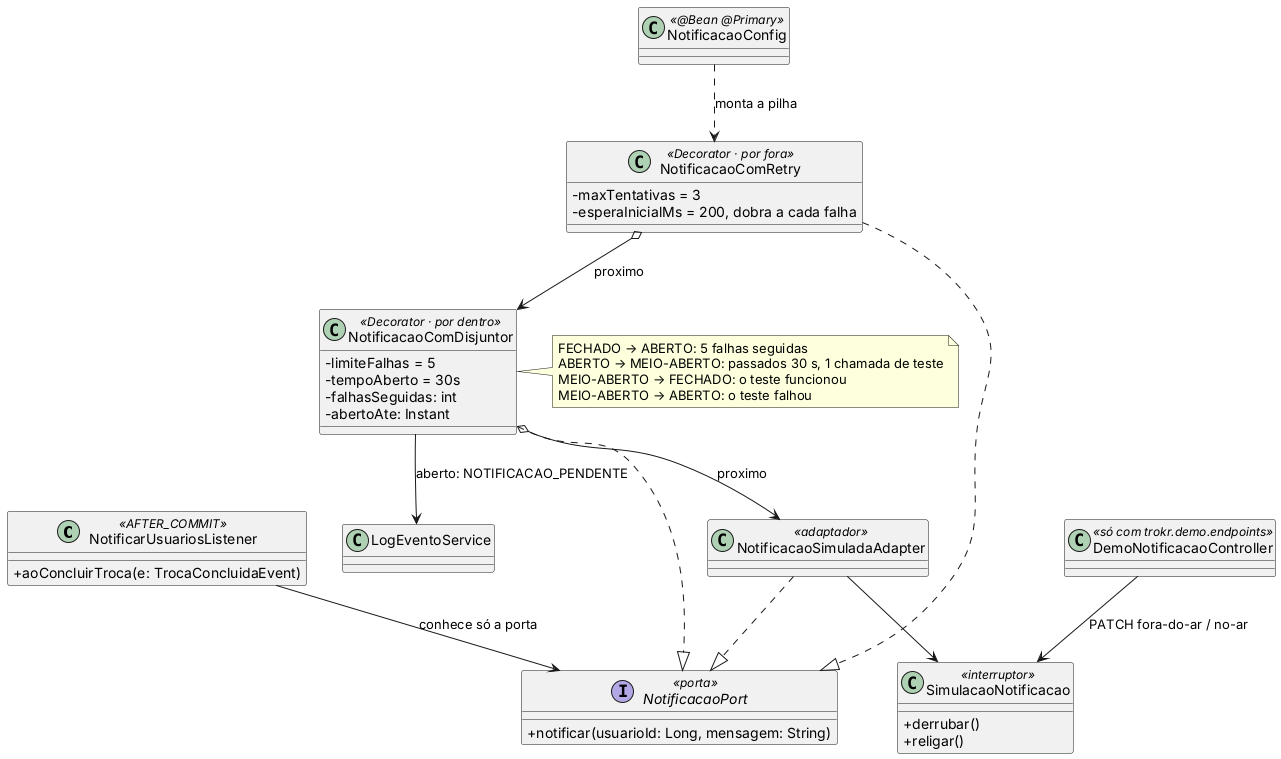 «@Bean @Primary»
C NotificacaoConfig
monta a pilha
«Decorator · por fora»
C NotificacaoComRetry
-maxTentativas = 3
-esperaInicialMs = 200, dobra a cada falha
proximo
«Decorator · por dentro»
C NotificacaoComDisjuntor
-limiteFalhas = 5
-tempoAberto = 30s
-falhasSeguidas: int
-abertoAte: Instant
FECHADO → ABERTO: 5 falhas seguidas
ABERTO → MEIO-ABERTO: passados 30 s, 1 chamada de teste
MEIO-ABERTO → FECHADO: o teste funcionou
MEIO-ABERTO → ABERTO: o teste falhou
aberto: NOTIFICACAO_PENDENTE
proximo
«AFTER_COMMIT»
C NotificarUsuariosListener
+aoConcluirTroca(e: TrocaConcluidaEvent)
C LogEventoService
«adaptador»
C NotificacaoSimuladaAdapter
«só com trokr.demo.endpoints»
C DemoNotificacaoController
conhece só a porta
PATCH fora-do-ar / no-ar
«porta»
I NotificacaoPort
+notificar(usuarioId: Long, mensagem: String)
«interruptor»
C SimulacaoNotificacao
+derrubar()
+religar()